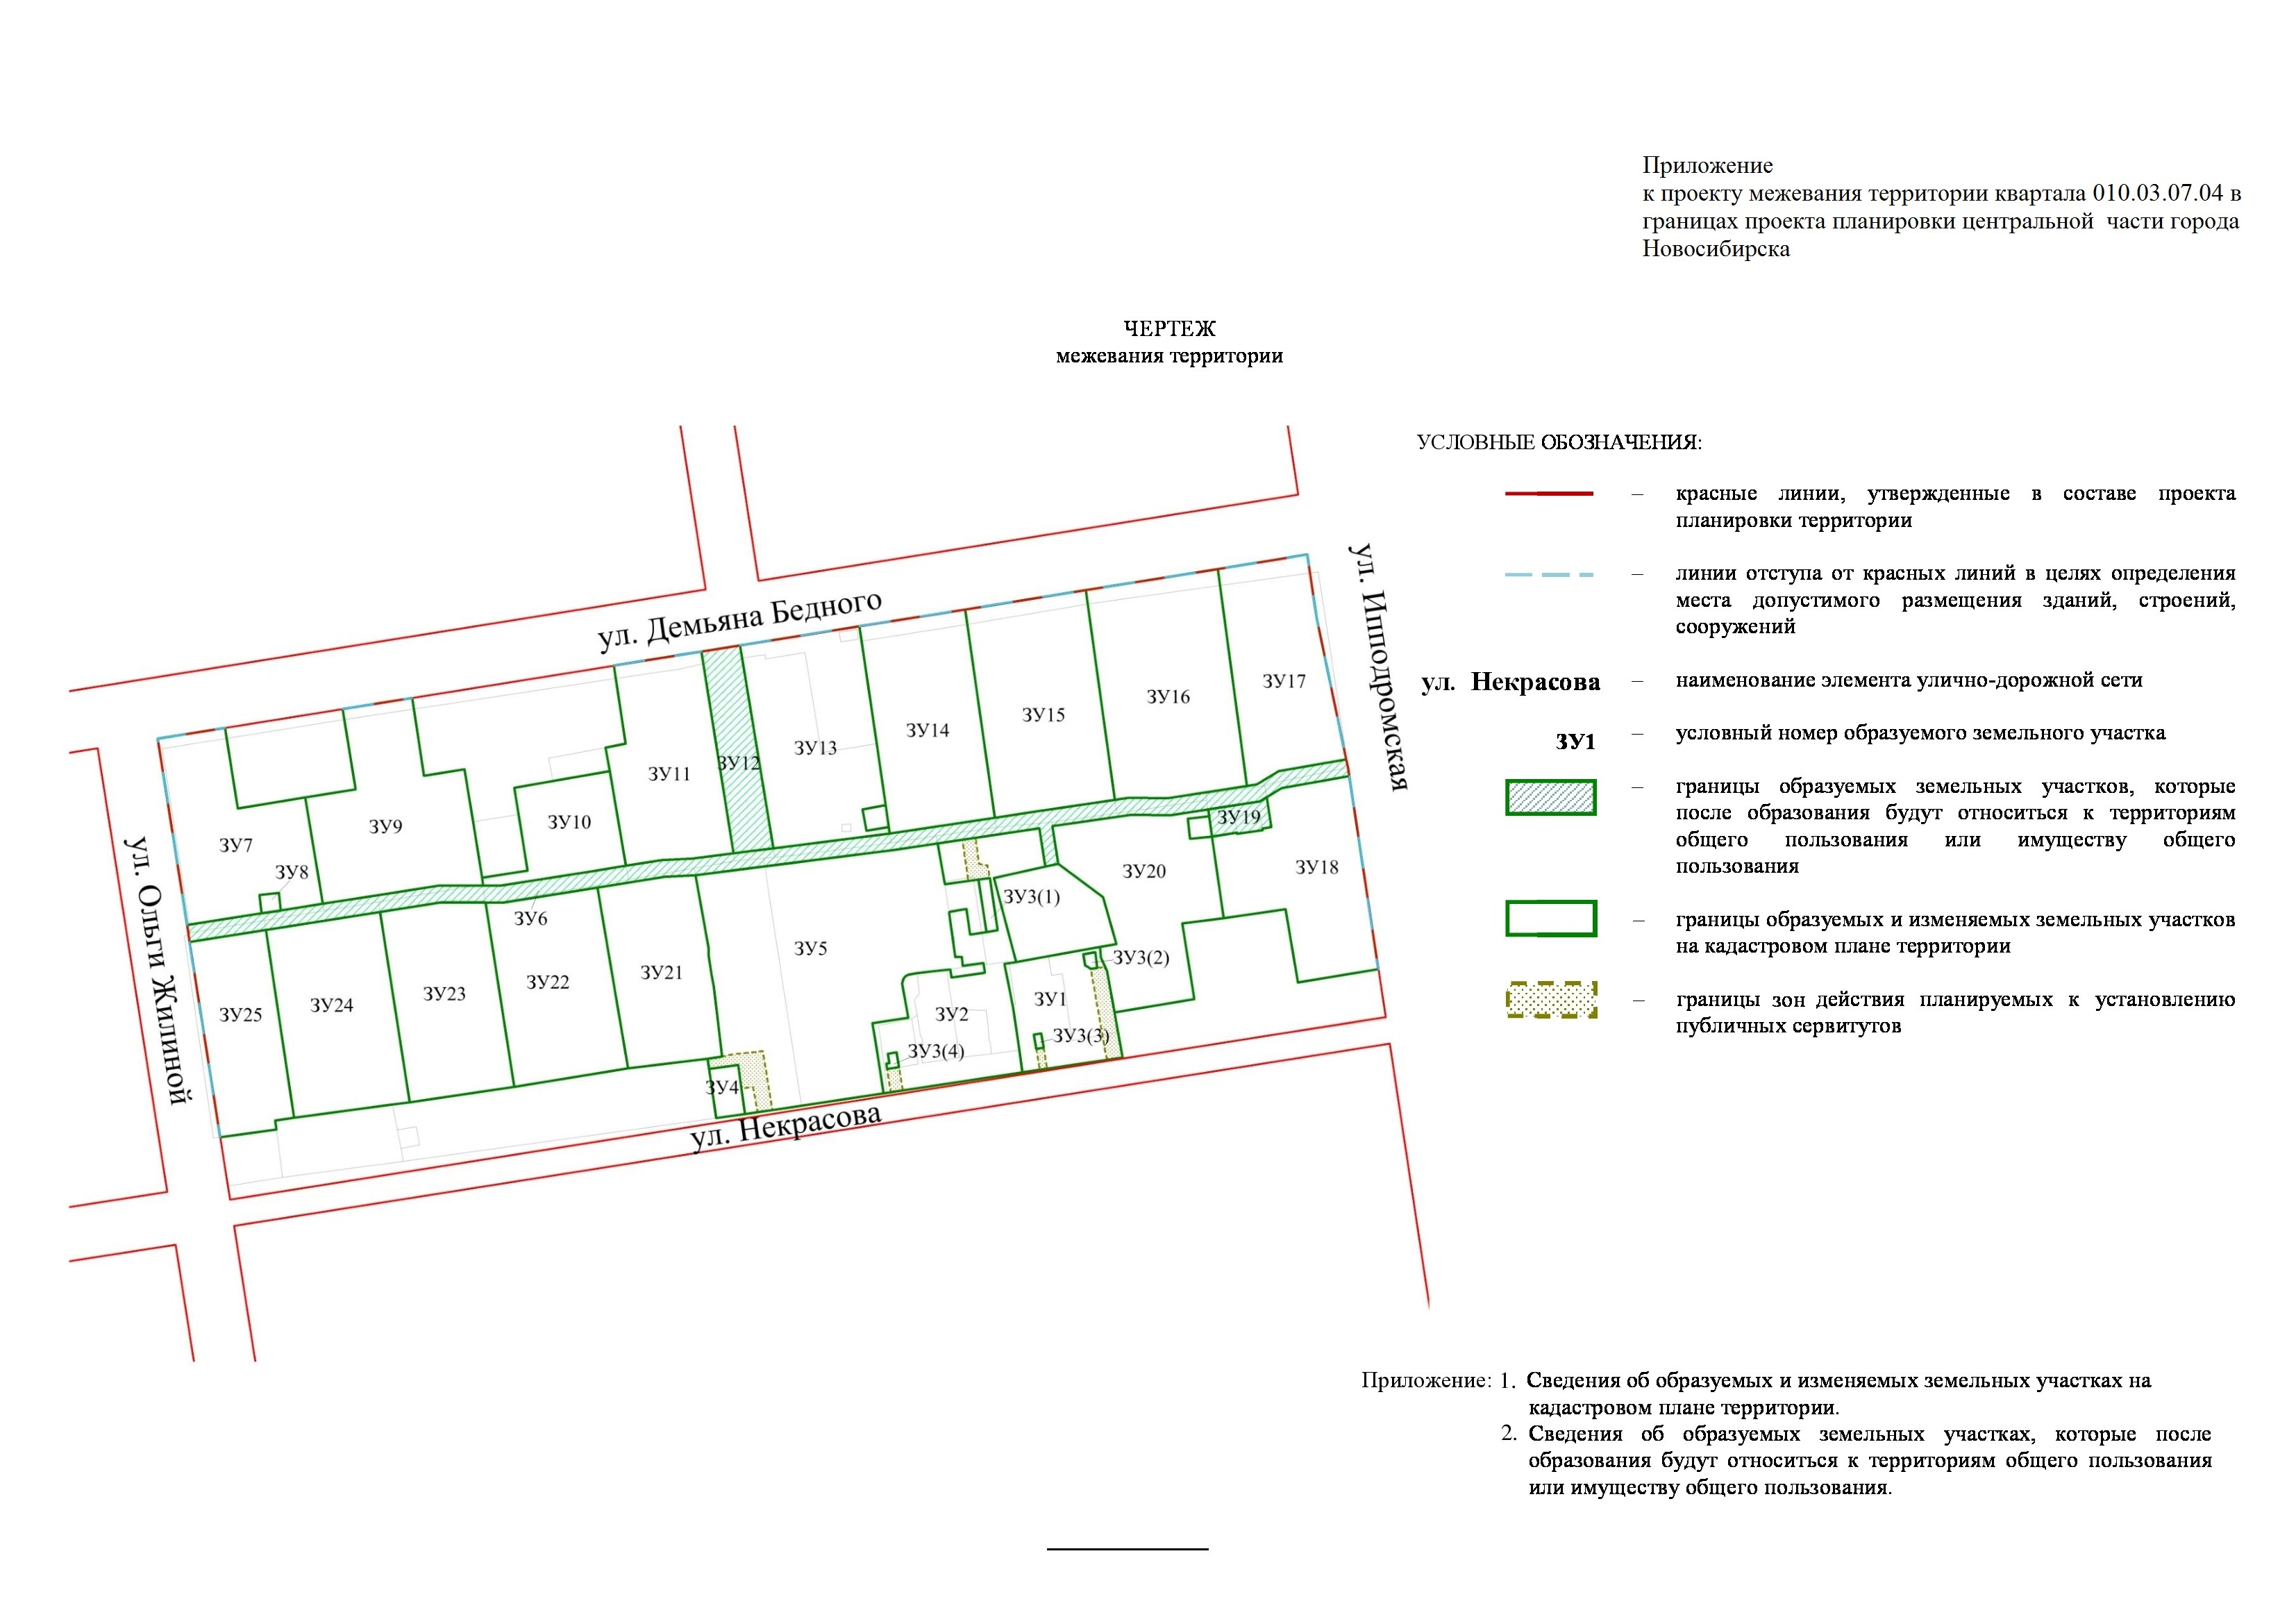 Приложение
к проекту межевания территории квартала 010.03.07.04 в
границах проекта планировки центральной части города
Новосибирска
ЧЕРТЕЖ
межевания территории
УСЛОВНЫЕ ОБОЗНАЧЕНИЯ:
– красные линии, утвержденные в составе проекта
планировки территории
– линии отступа от красных линий в целях определения
места допустимого размещения зданий, строений,
сооружений
ул. Некрасова – наименование элемента улично-дорожной сети
ЗУ1 – условный номер образуемого земельного участка
– границы образуемых земельных участков, которые
после образования будут относиться к территориям
общего пользования или имуществу общего
пользования
– границы образуемых и изменяемых земельных участков
на кадастровом плане территории
– границы зон действия планируемых к установлению
публичных сервитутов
ул. Демьяна Бедного
ул. Ипподромская
ул. Ольги Жилиной
ул. Некрасова
ЗУ17
ЗУ16
ЗУ15
ЗУ14
ЗУ13
ЗУ12
ЗУ11
ЗУ10
ЗУ9
ЗУ7
ЗУ8
ЗУ19
ЗУ18
ЗУ20
ЗУ3(1)
ЗУ6
ЗУ5
ЗУ3(2)
ЗУ21
ЗУ22
ЗУ23
ЗУ24
ЗУ25
ЗУ1
ЗУ2
ЗУ3(3)
ЗУ3(4)
ЗУ4
Приложение: 1. Сведения об образуемых и изменяемых земельных участках на
кадастровом плане территории.
2. Сведения об образуемых земельных участках, которые после
образования будут относиться к территориям общего пользования
или имуществу общего пользования.